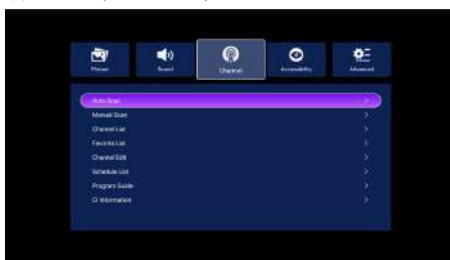 Picture
Sound
Channel
Accessibility
Advanced
Auto Scan
Manual Scan
Channel List
Favorite List
Channel Edit
Schedule List
Program Guide
CI Information